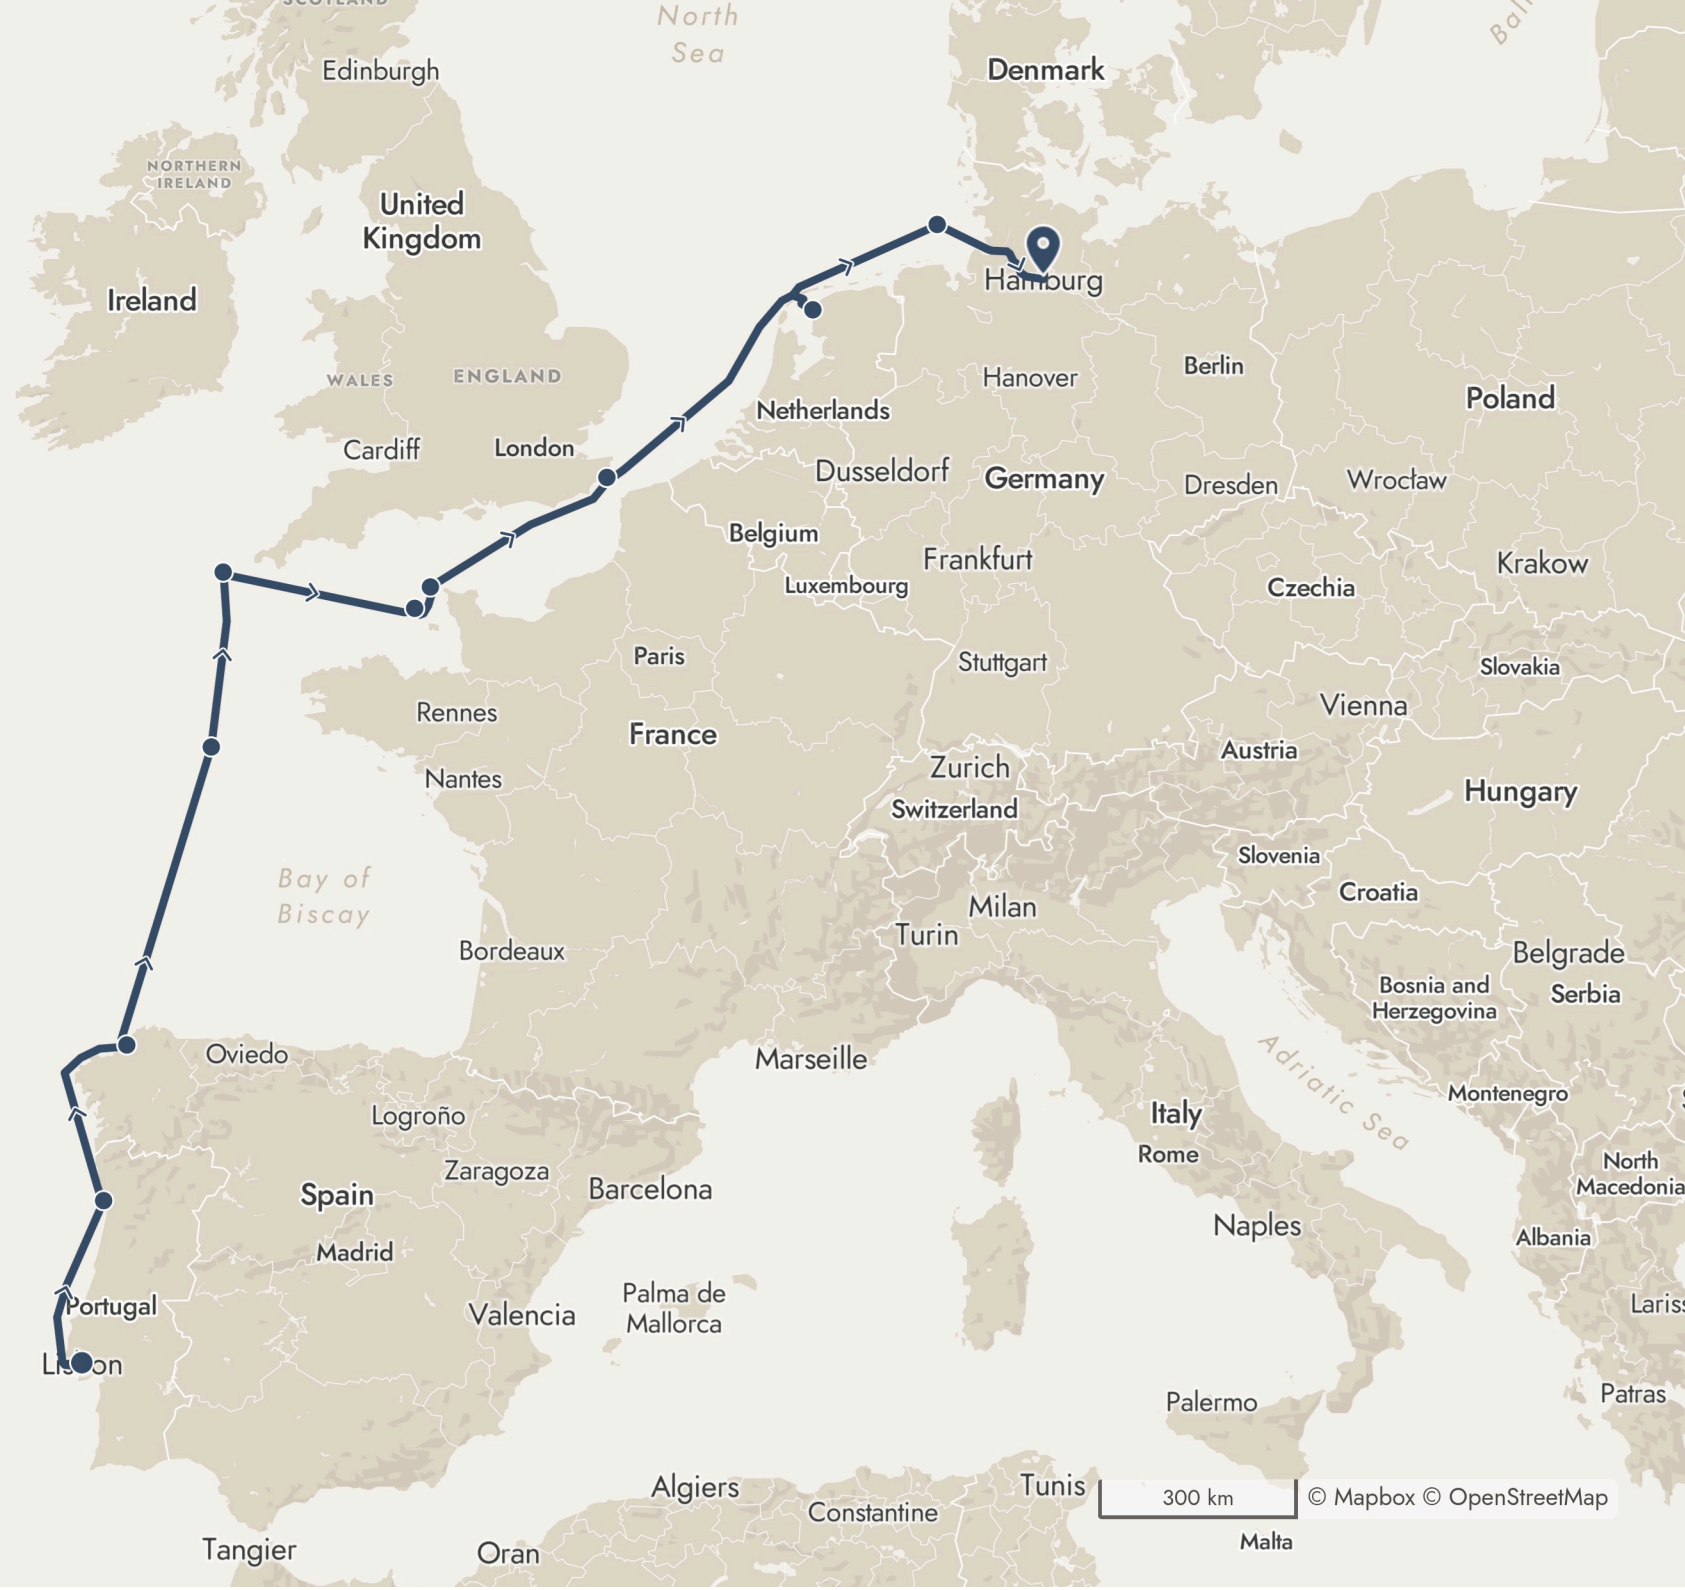 SCOTLAND
North
Sea
Edinburgh
Denmark
NORTHERN
IRELAND
United
Kingdom
Hamburg
Ireland
WALES
ENGLAND
Hanover
Berlin
Poland
Netherlands
Cardiff
London
Dusseldorf
Germany
Dresden
Wrocław
Belgium
Frankfurt
Krakow
Luxembourg
Czechia
Paris
Stuttgart
Slovakia
Rennes
France
Vienna
Nantes
Zurich
Austria
Switzerland
Hungary
Bay of
Biscay
Slovenia
Croatia
Milan
Turin
Bordeaux
Belgrade
Bosnia and
Herzegovina
Serbia
Oviedo
Marseille
Adriatic Sea
Montenegro
Logroño
Italy
Rome
Zaragoza
Spain
Barcelona
North
Macedonia
Naples
Albania
Madrid
Portugal
Palma de
Mallorca
Valencia
Lisbon
Palermo
Patras
Algiers
Tunis
300 km
© Mapbox © OpenStreetMap
Constantine
Malta
Tangier
Oran